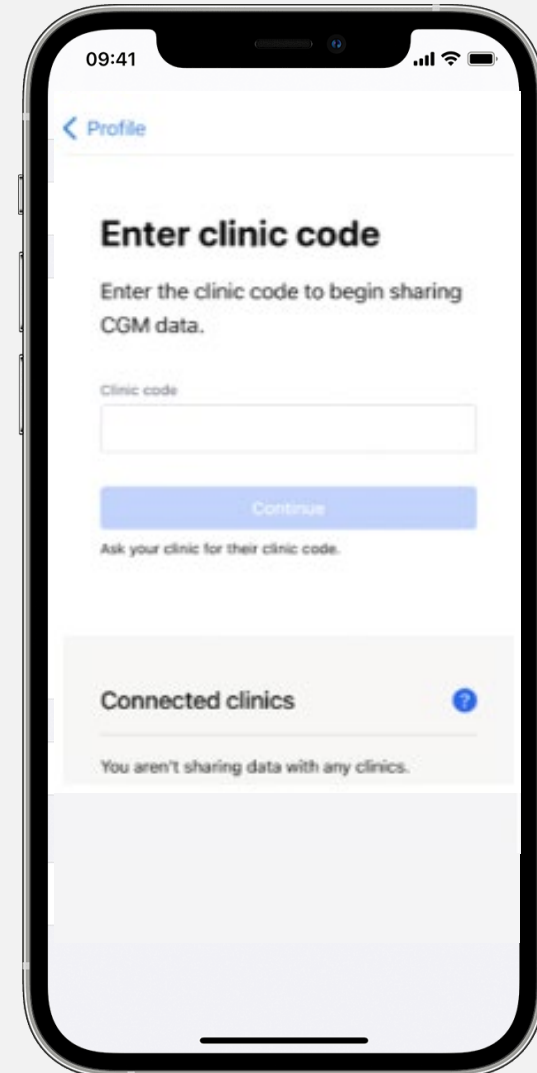 09:41
Profile
Enter clinic code
Enter the clinic code to begin sharing
CGM data.
Clinic code
Continue
Ask your clinic for their clinic code.
Connected clinics
?
You aren't sharing data with any clinics.